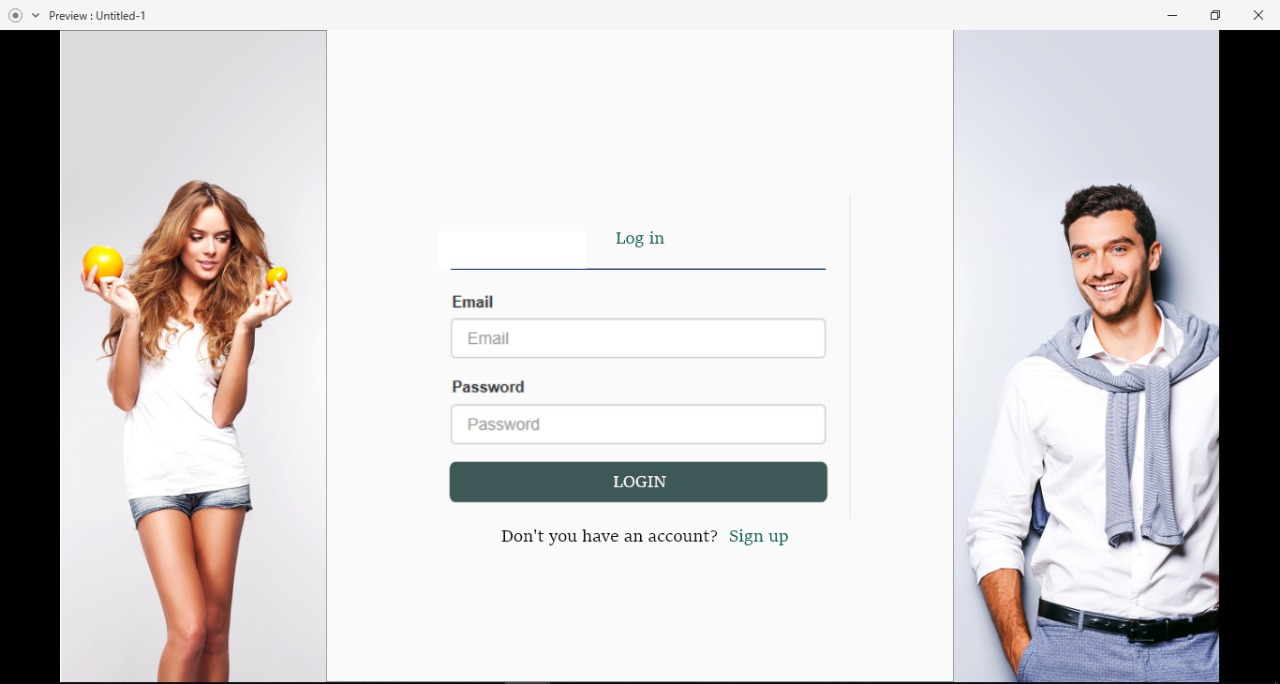 Preview : Untitled-1
Log in
Email
Email
Password
Password
LOGIN
Don't you have an account? Sign up